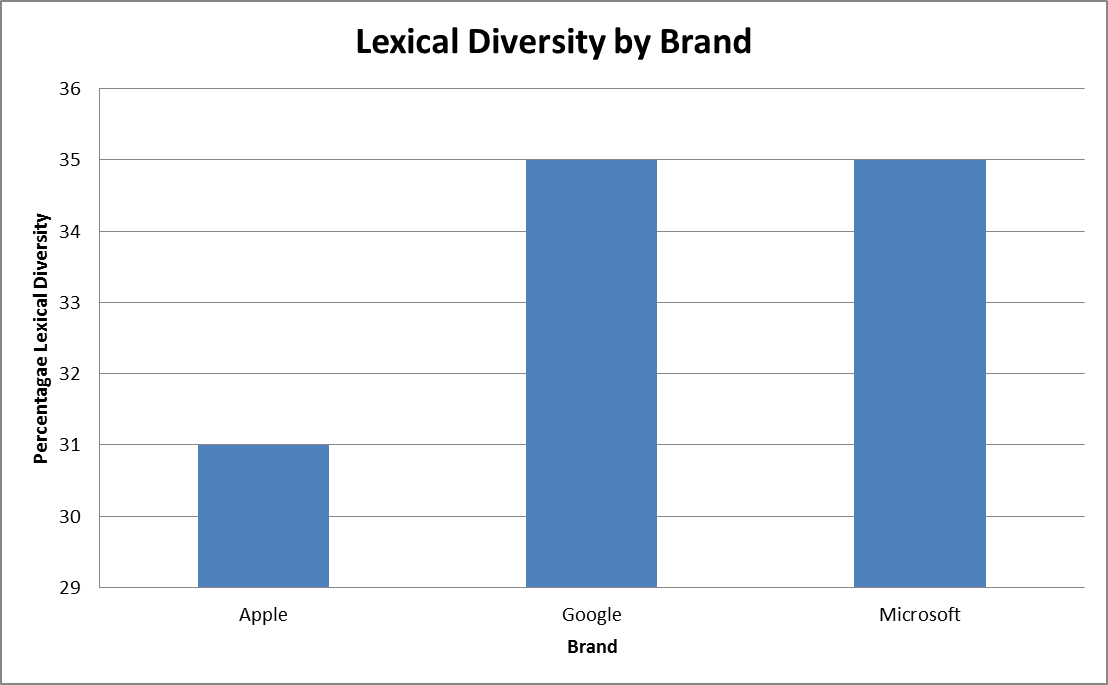 Lexical Diversity by Brand
Percentagae Lexical Diversity
36
35
34
33
32
31
30
29
Apple
Google
Microsoft
Brand